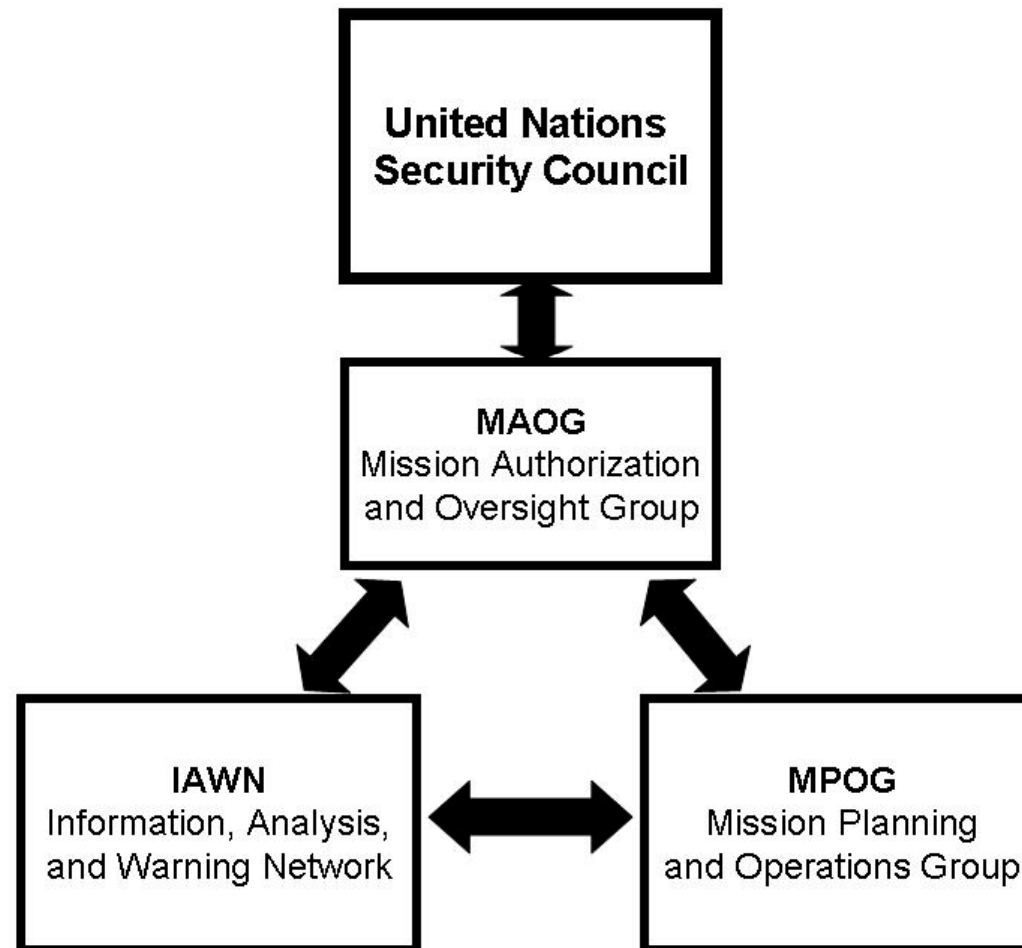 United Nations
Security Council
MAOG
Mission Authorization
and Oversight Group
IAWN
Information, Analysis,
and Warning Network
MPOG
Mission Planning
and Operations Group